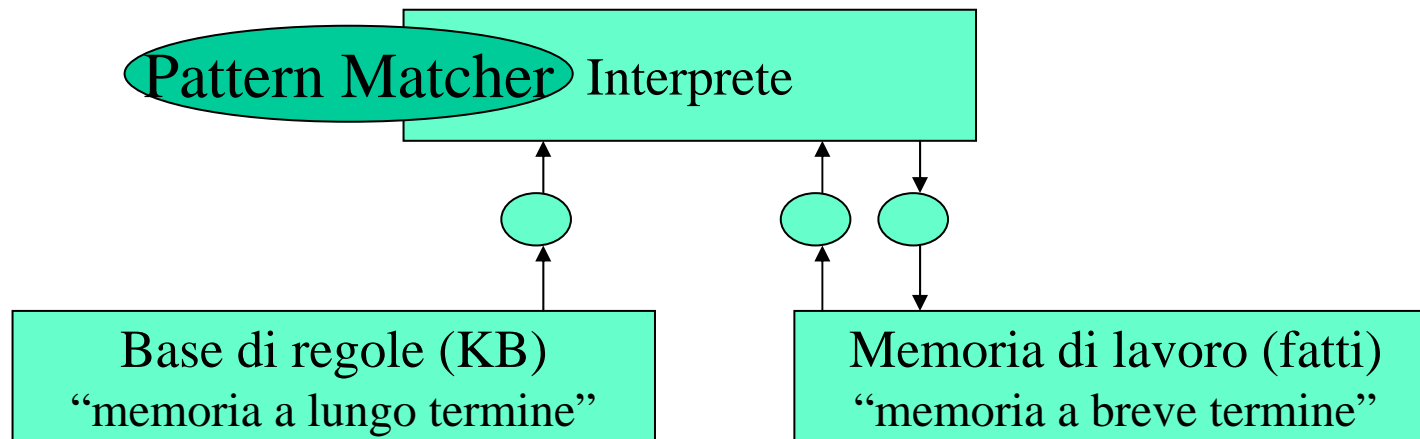 Pattern Matcher Interprete
Base di regole (KB)
“memoria a lungo termine”
Memoria di lavoro (fatti)
“memoria a breve termine”